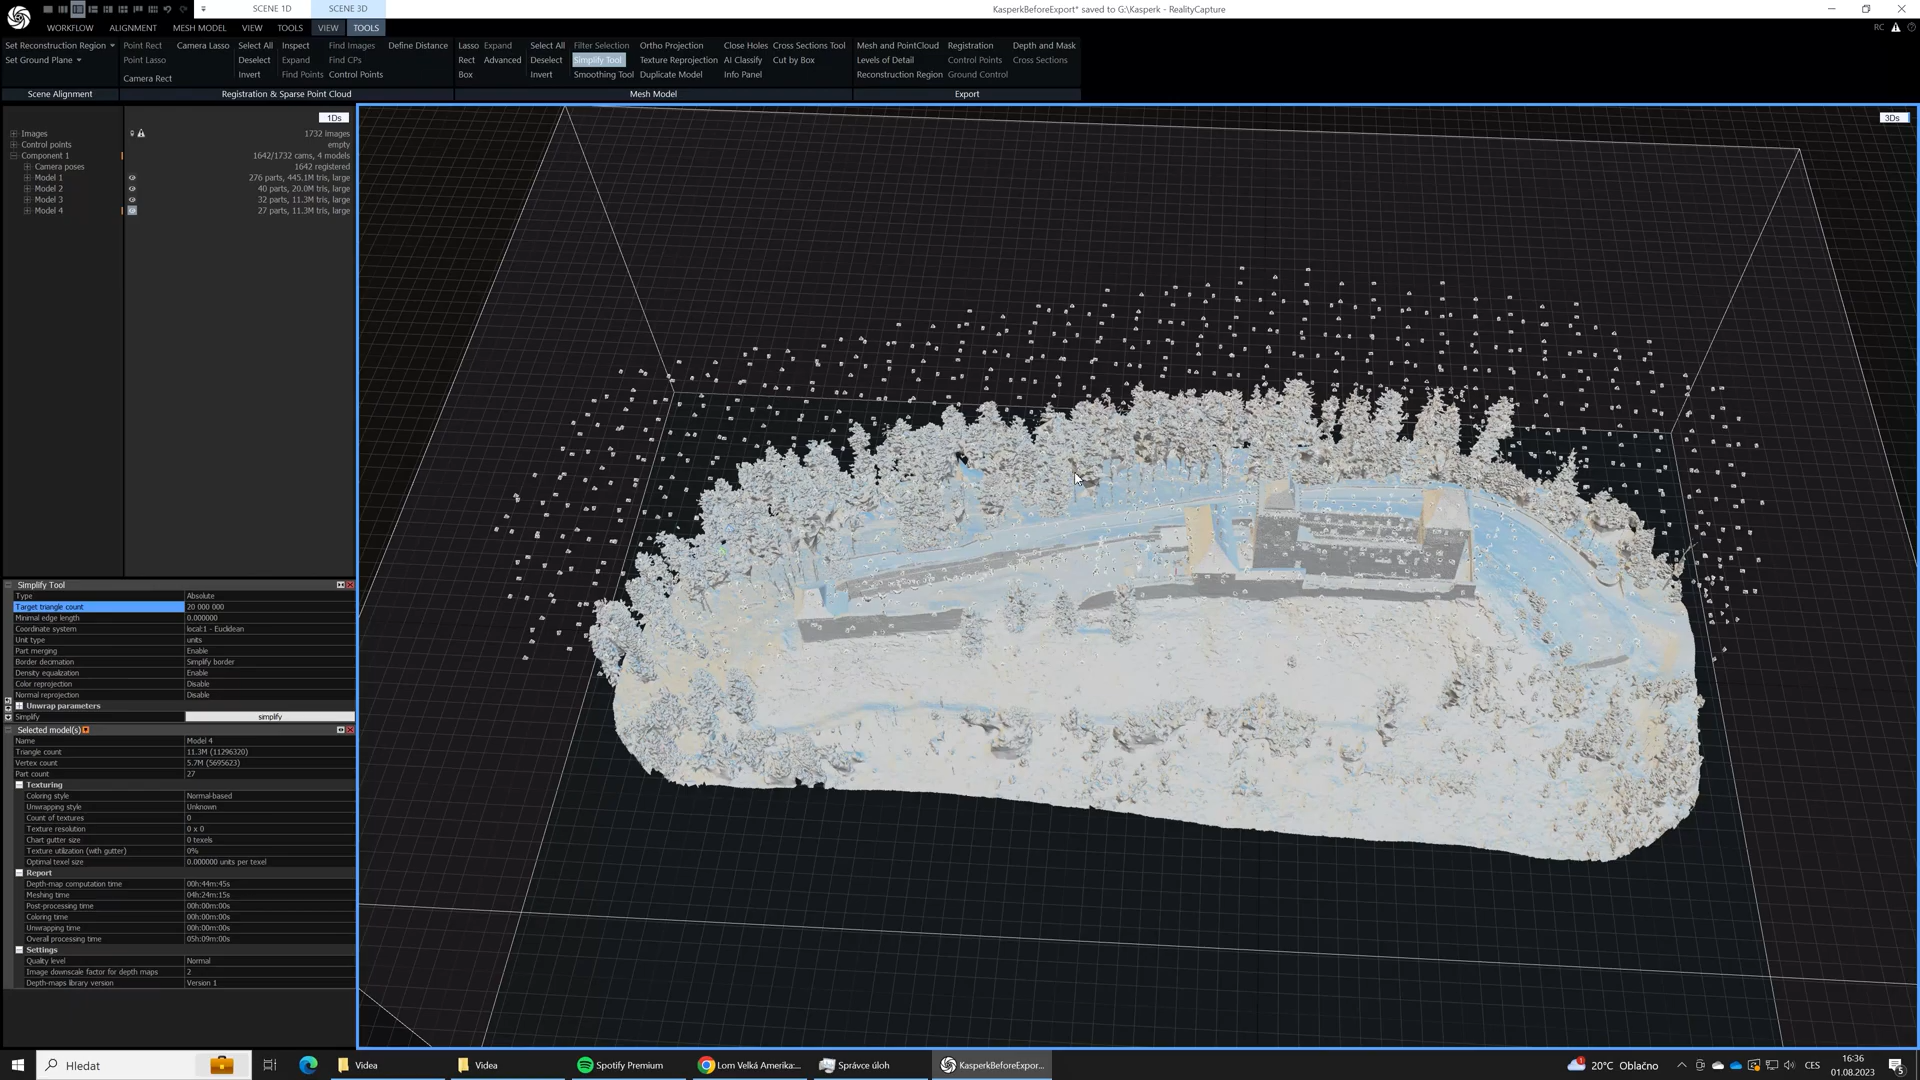 SCENE 1D
SCENE 3D
KasperkBeforeExport* saved to G:\Kasperk - RealityCapture
WORKFLOW
ALIGNMENT
MESH MODEL
VIEW
TOOLS
VIEW
TOOLS
RC
Set Reconstruction Region
Point Rect
Camera Lasso
Select All
Inspect
Find Images
Define Distance
Lasso
Expand
Select All
Filter Selection
Ortho Projection
Close Holes
Cross Sections Tool
Mesh and PointCloud
Registration
Depth and Mask
Set Ground Plane
Point Lasso
Deselect
Expand
Find CPs
Rect
Advanced
Deselect
Simplify Tool
Texture Reprojection
AI Classify
Cut by Box
Levels of Detail
Control Points
Cross Sections
Camera Rect
Invert
Find Points
Control Points
Box
Invert
Smoothing Tool
Duplicate Model
Info Panel
Reconstruction Region
Ground Control
Scene Alignment
Registration & Sparse Point Cloud
Mesh Model
Export
1Ds
3Ds
Images 1732 images
Control points empty
Component 1 1642/1732 cams, 4 models
Camera poses 1642 registered
Model 1 276 parts, 445.1M tris, large
Model 2 40 parts, 20.0M tris, large
Model 3 32 parts, 11.3M tris, large
Model 4 27 parts, 11.3M tris, large
Simplify Tool
Type Absolute
Target triangle count 20 000 000
Minimal edge length 0.000000
Coordinate system local:1 - Euclidean
Unit type units
Part merging Enable
Border decimation Simplify border
Density equalization Enable
Color reprojection Disable
Normal reprojection Disable
Unwrap parameters
Simplify simplify
Selected model(s)
Name Model 4
Triangle count 11.3M (11296320)
Vertex count 5.7M (5695623)
Part count 27
Texturing
Coloring style Normal-based
Unwrapping style Unknown
Count of textures 0
Texture resolution 0 x 0
Chart gutter size 0 texels
Texture utilization (with gutter) 0%
Optimal texel size 0.000000 units per texel
Report
Depth-map computation time 00h:44m:45s
Meshing time 04h:24m:15s
Post-processing time 00h:00m:00s
Coloring time 00h:00m:00s
Unwrapping time 00h:00m:00s
Overall processing time 05h:09m:00s
Settings
Quality level Normal
Image downscale factor for depth maps 2
Depth-maps library version Version 1
Hledat
Videa
Videa
Spotify Premium
Lom Velká Amerika:...
Správce úloh
KasperkBeforeExpor...
1
20°C Oblačno
CES
16:36
01.08.2023
5